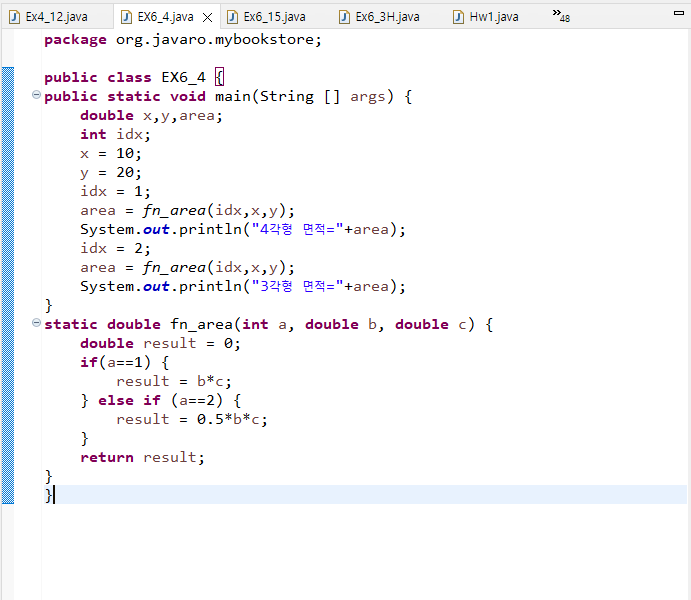 Ex4_12.java EX6_4.java Ex6_15.java Ex6_3H.java Hw1.java »48
package org.javaro.mybookstore;
public class EX6_4 {
public static void main(String [] args) {
double x,y,area;
int idx;
x = 10;
y = 20;
idx = 1;
area = fn_area(idx,x,y);
System.out.println("4각형 면적="+area);
idx = 2;
area = fn_area(idx,x,y);
System.out.println("3각형 면적="+area);
}
static double fn_area(int a, double b, double c) {
double result = 0;
if(a==1) {
result = b*c;
} else if (a==2) {
result = 0.5*b*c;
}
return result;
}
}